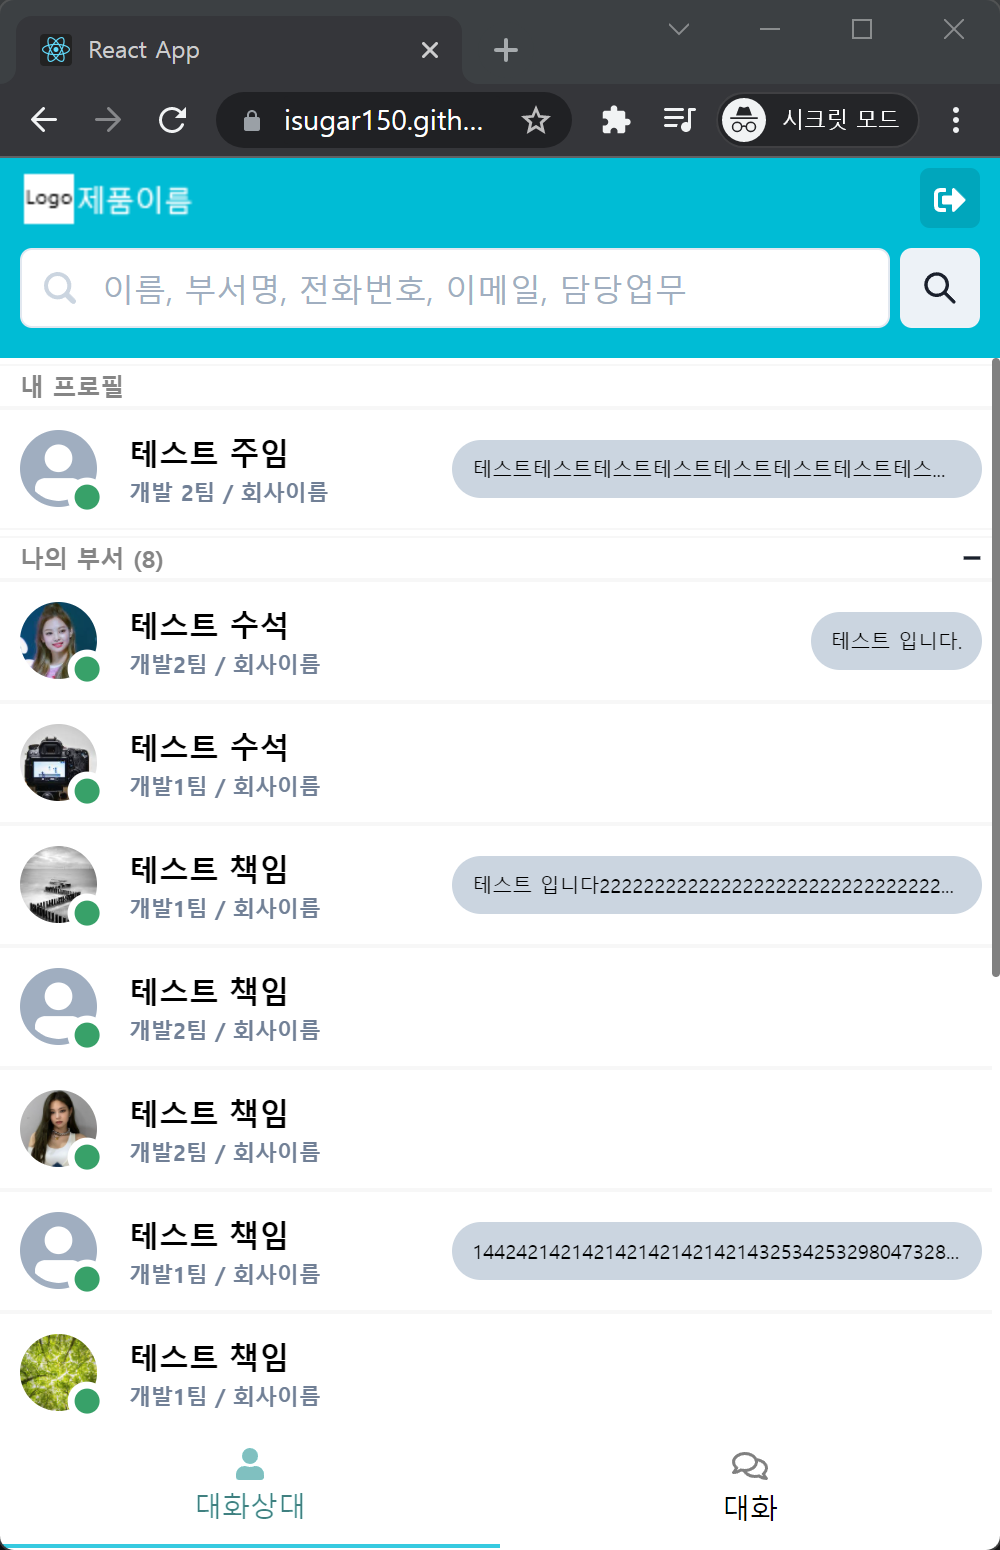 React App
isugar150.gith...
시크릿 모드
Logo 제품이름
이름, 부서명, 전화번호, 이메일, 담당업무
내 프로필
테스트 주임
개발 2팀 / 회사이름
테스트테스트테스트테스트테스트테스트테스트테스...
나의 부서 (8)
테스트 수석
개발2팀 / 회사이름
테스트 입니다.
테스트 수석
개발1팀 / 회사이름
테스트 책임
개발1팀 / 회사이름
테스트 입니다2222222222222222222222222222222...
테스트 책임
개발2팀 / 회사이름
테스트 책임
개발2팀 / 회사이름
테스트 책임
개발1팀 / 회사이름
1442421421421421421421421432534253298047328...
테스트 책임
개발1팀 / 회사이름
대화상대
대화